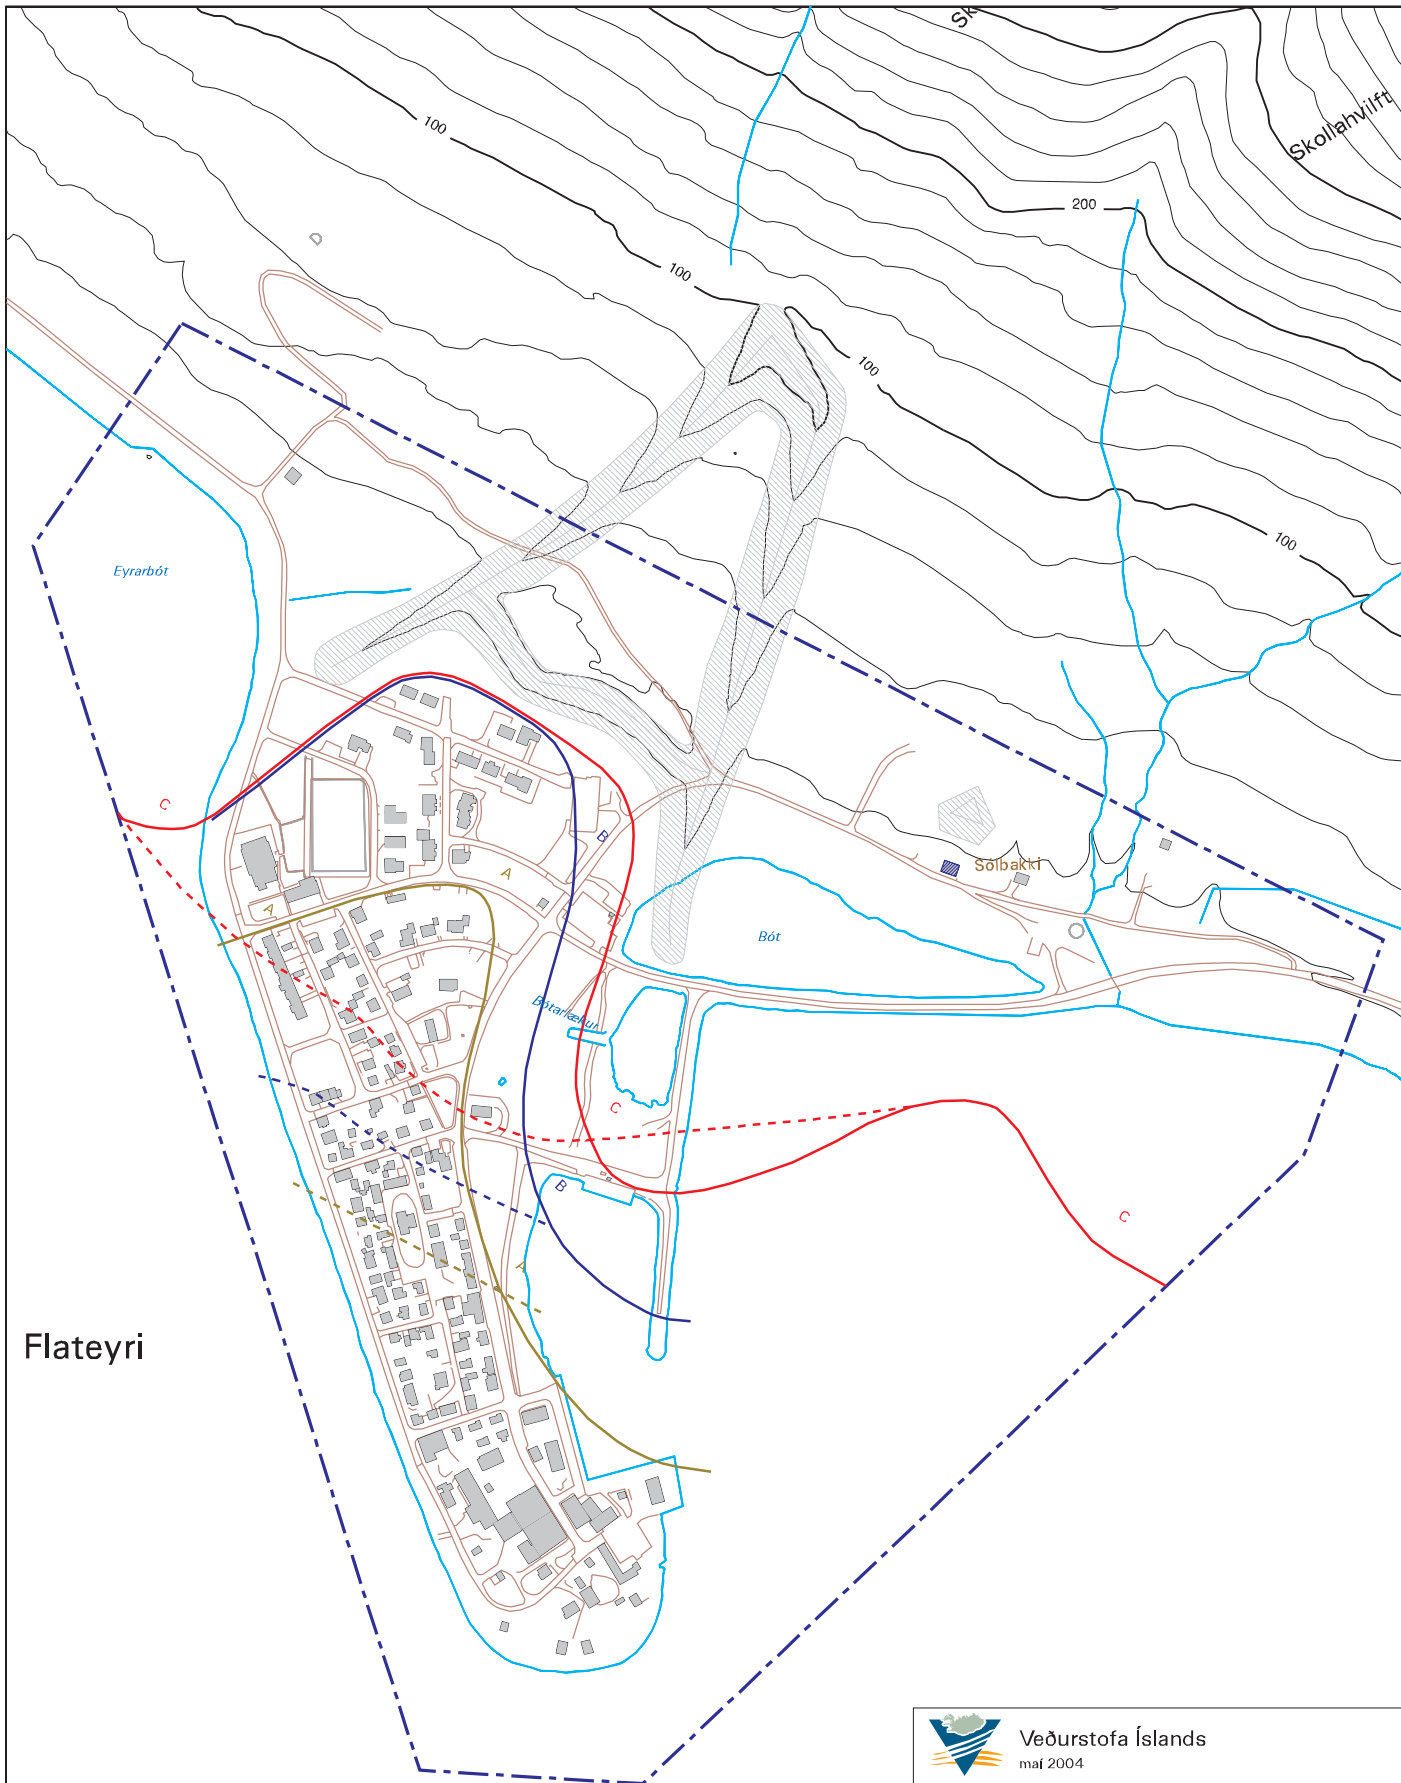 Sk
Skollahvilft
100
200
100
100
100
Eyrarbót
C
B
A
Sólbakki
A
Bót
Bótarlækur
C
B
C
A
Flateyri
Veðurstofa Íslands
maí 2004